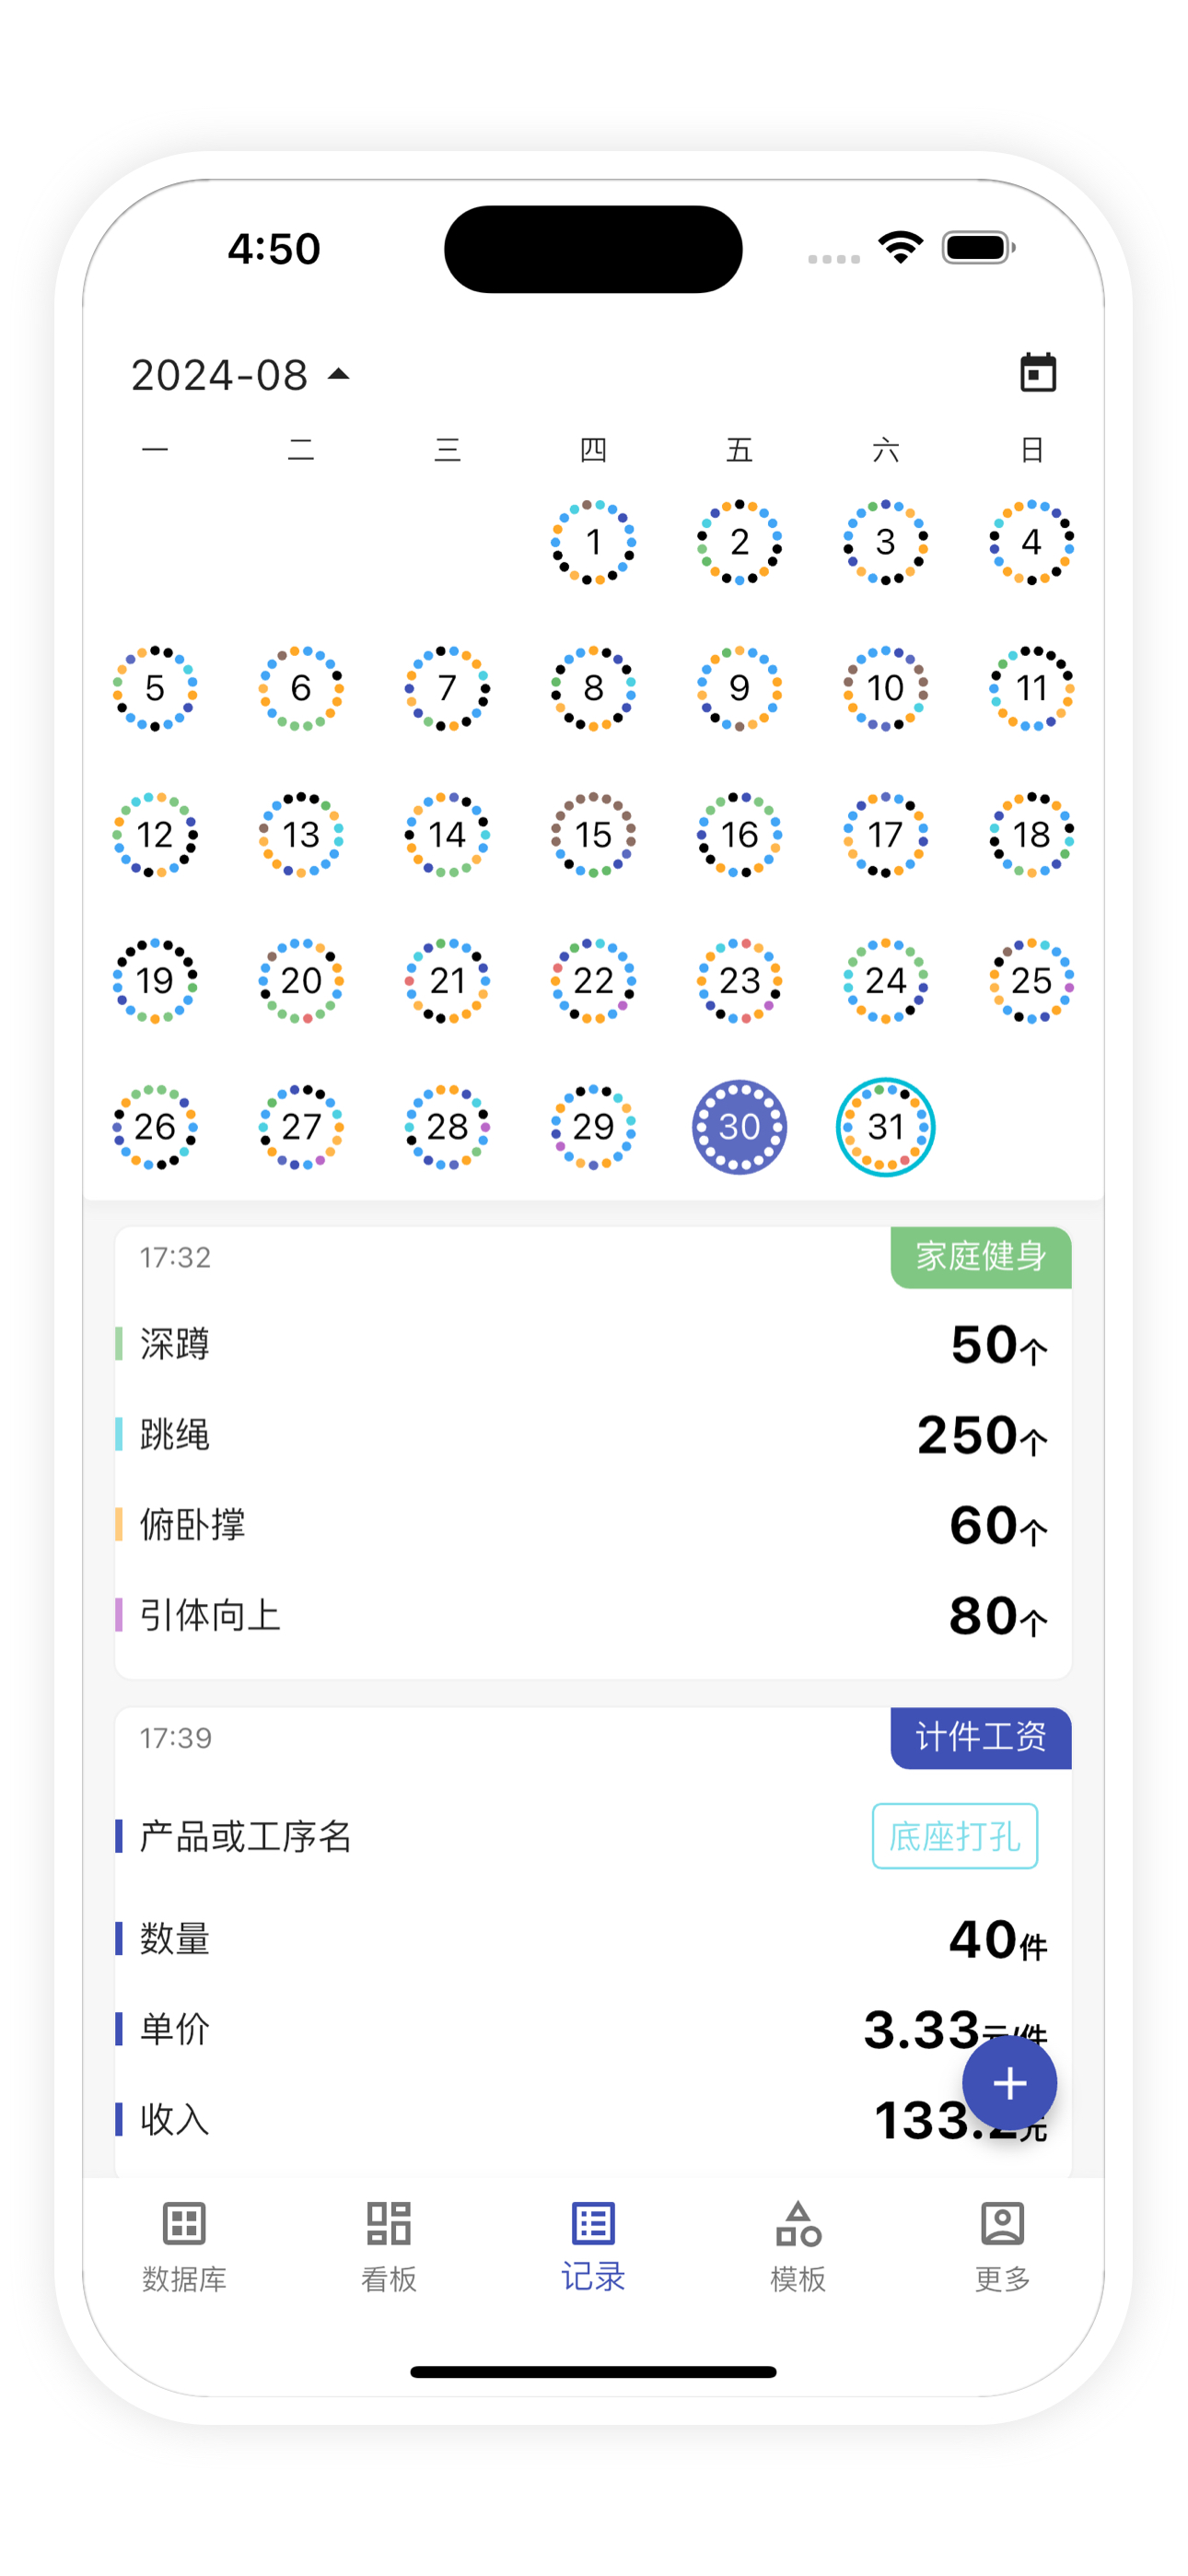 4:50
2024-08
一 二 三 四 五 六 日
1 2 3 4
5 6 7 8 9 10 11
12 13 14 15 16 17 18
19 20 21 22 23 24 25
26 27 28 29 30 31
17:32 家庭健身
深蹲 50个
跳绳 250个
俯卧撑 60个
引体向上 80个
17:39 计件工资
产品或工序名 底座打孔
数量 40件
单价 3.33元/件
收入 133.2元
数据库 看板 记录 模板 更多